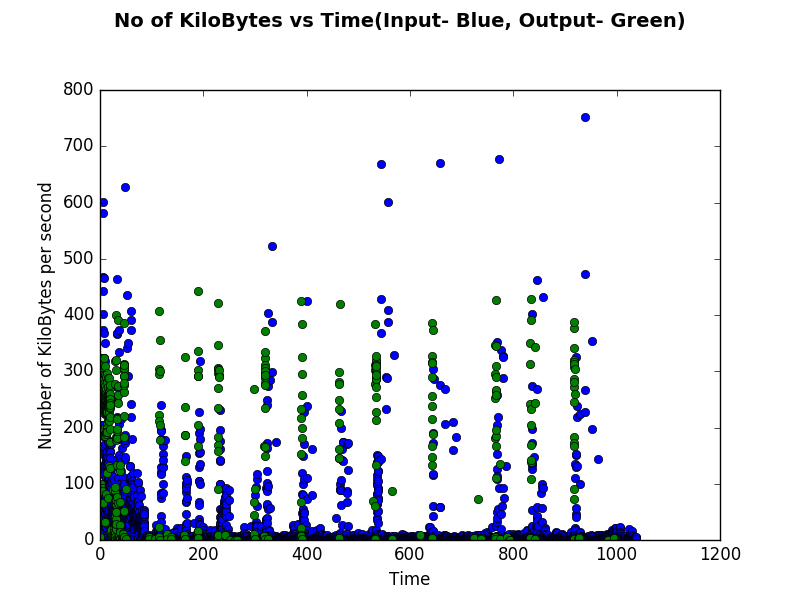 No of KiloBytes vs Time(Input- Blue, Output- Green)
800
700
600
500
400
300
200
100
0
Number of KiloBytes per second
0 200 400 600 800 1000 1200
Time